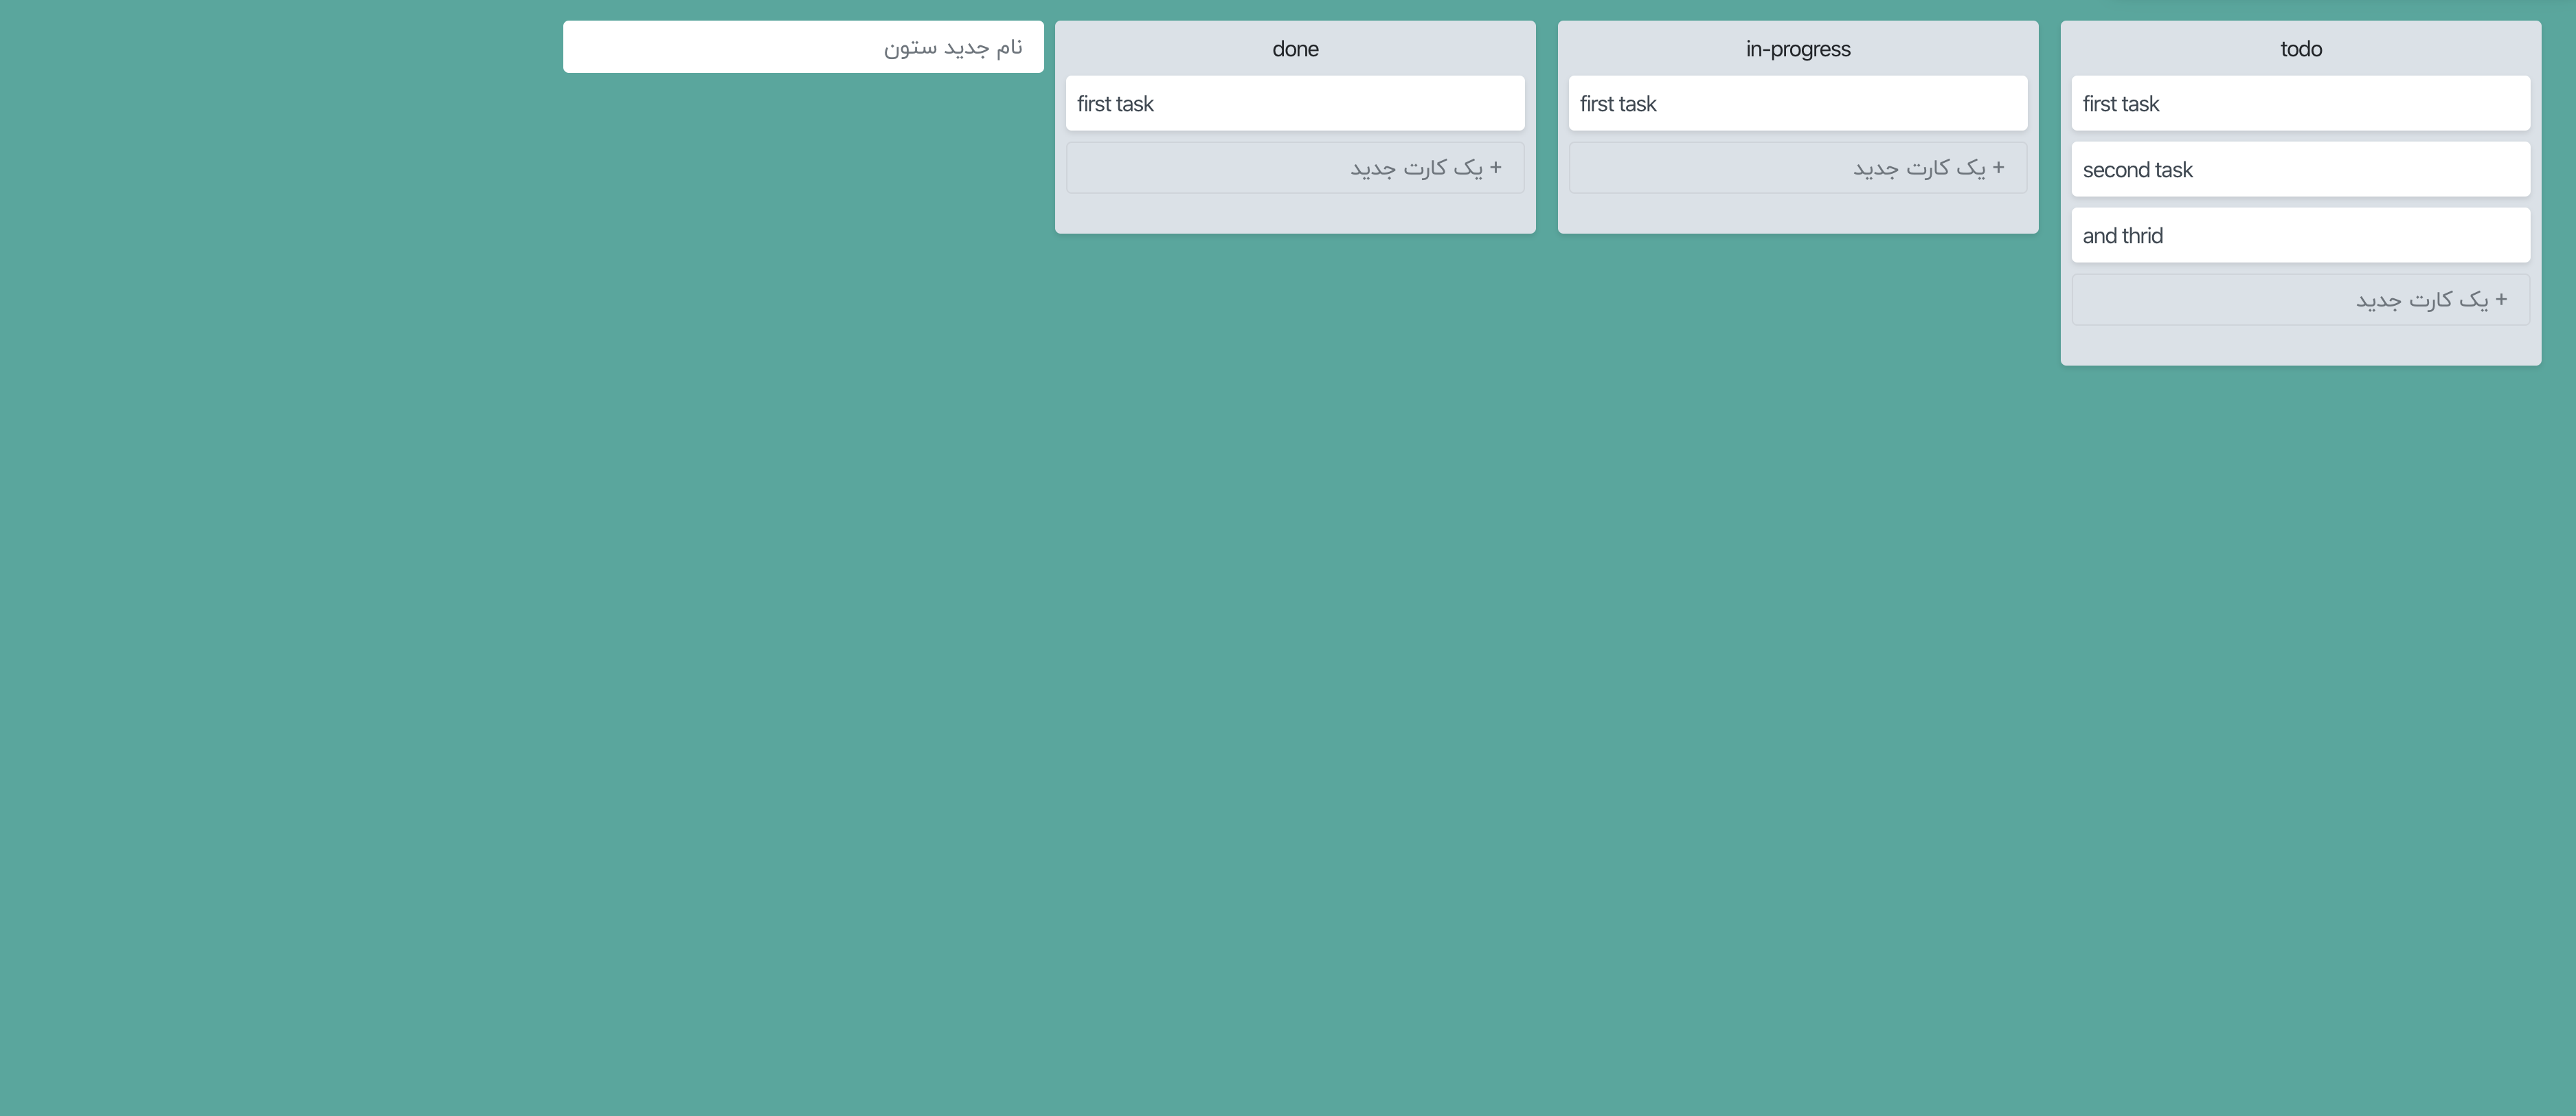 todo
first task
second task
and thrid
+ یک کارت جدید
in-progress
first task
+ یک کارت جدید
done
first task
+ یک کارت جدید
نام جدید ستون